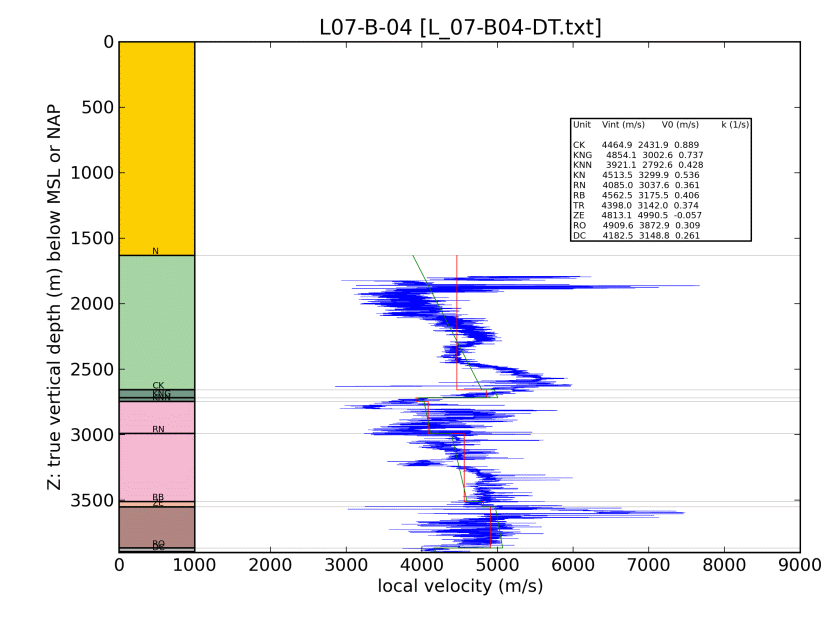 L07-B-04 [L_07-B04-DT.txt]
Z: true vertical depth (m) below MSL or NAP
0
500
1000
1500
2000
2500
3000
3500
N
CK
KNG
KNN
RN
RB
ZE
RO
DC
Unit Vint (m/s) V0 (m/s) k (1/s)
CK 4464.9 2431.9 0.889
KNG 4854.1 3002.6 0.737
KNN 3921.1 2792.6 0.428
KN 4513.5 3299.9 0.536
RN 4085.0 3037.6 0.361
RB 4562.5 3175.5 0.406
TR 4398.0 3142.0 0.374
ZE 4813.1 4990.5 -0.057
RO 4909.6 3872.9 0.309
DC 4182.5 3148.8 0.261
0 1000 2000 3000 4000 5000 6000 7000 8000 9000
local velocity (m/s)